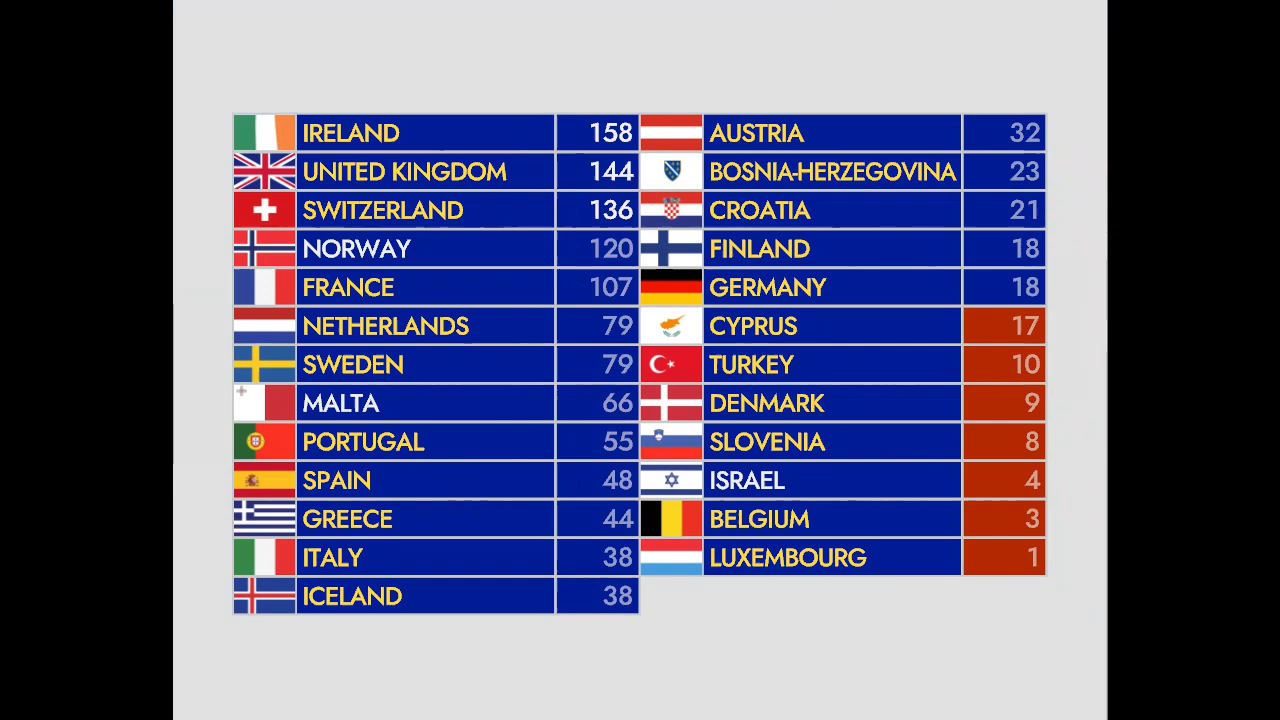 IRELAND 158
UNITED KINGDOM 144
SWITZERLAND 136
NORWAY 120
FRANCE 107
NETHERLANDS 79
SWEDEN 79
MALTA 66
PORTUGAL 55
SPAIN 48
GREECE 44
ITALY 38
ICELAND 38
AUSTRIA 32
BOSNIA-HERZEGOVINA 23
CROATIA 21
FINLAND 18
GERMANY 18
CYPRUS 17
TURKEY 10
DENMARK 9
SLOVENIA 8
ISRAEL 4
BELGIUM 3
LUXEMBOURG 1